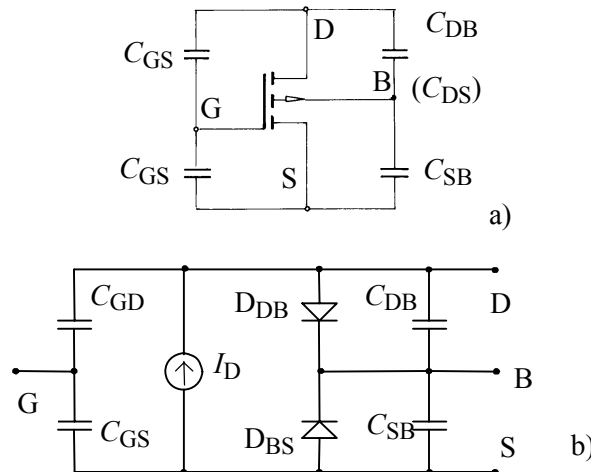 D
C_DB
C_GS
B
(C_DS)
G
C_GS
S
C_SB
a)
C_GD
D_DB
C_DB
D
I_D
B
G
C_GS
D_BS
C_SB
S
b)